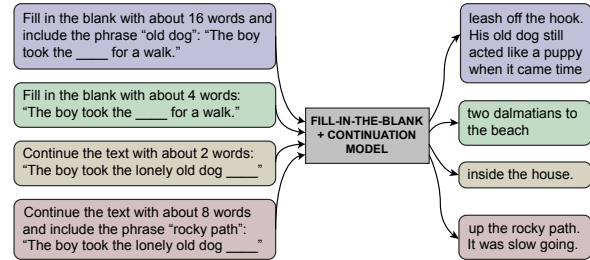 Fill in the blank with about 16 words and
include the phrase “old dog”: “The boy
took the ____ for a walk.”
Fill in the blank with about 4 words:
“The boy took the ____ for a walk.”
Continue the text with about 2 words:
“The boy took the lonely old dog ____”
Continue the text with about 8 words
and include the phrase “rocky path”:
“The boy took the lonely old dog ____”
FILL-IN-THE-BLANK
+ CONTINUATION
MODEL
leash off the hook.
His old dog still
acted like a puppy
when it came time
two dalmatians to
the beach
inside the house.
up the rocky path.
It was slow going.